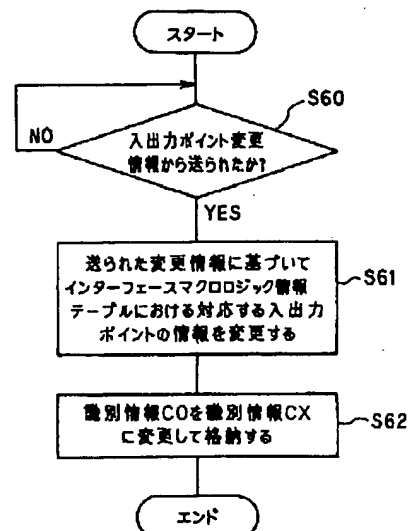 スタート
S60
NO
入出力ポイント変更
情報から送られたか?
YES
送られた変更情報に基づいて
インターフェースマクロロジック情報
テーブルにおける対応する入出力
ポイントの情報を変更する
S61
識別情報COを識別情報CX
に変更して格納する
S62
エンド